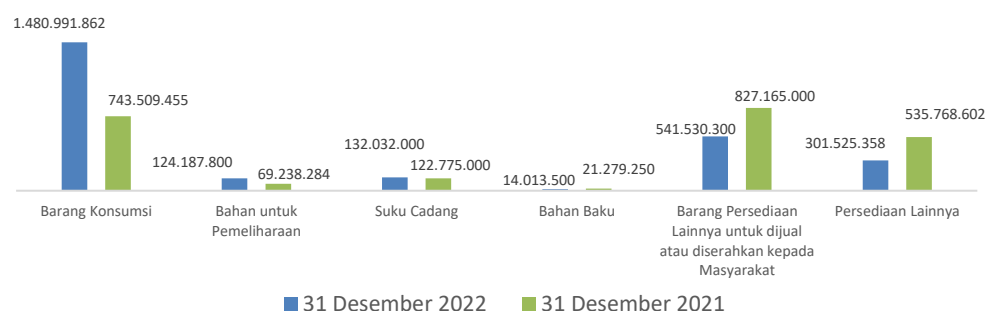 1.480.991.862
743.509.455
124.187.800
69.238.284
132.032.000
122.775.000
14.013.500
21.279.250
541.530.300
827.165.000
301.525.358
535.768.602
Barang Konsumsi
Bahan untuk
Pemeliharaan
Suku Cadang
Bahan Baku
Barang Persediaan
Lainnya untuk dijual
atau diserahkan kepada
Masyarakat
Persediaan Lainnya
31 Desember 2022
31 Desember 2021